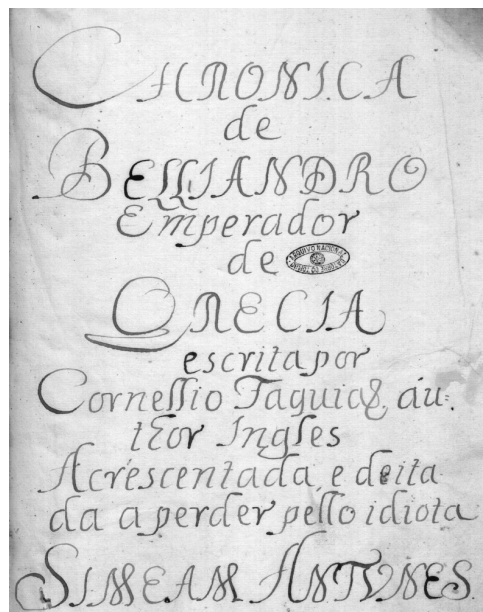 CHRONICA
de
BELLIANDRO
Emperador
de
GRECIA
escrita por
Cornellio Taguias, au:
thor Ingles
Acrescentada, e deita
da a perder pello idiota
SIMEAM ANTUNES.